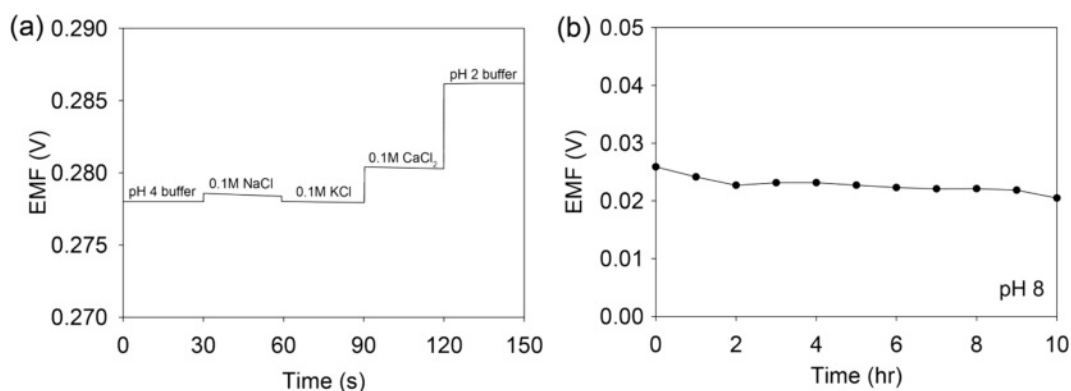 (a)
0.290
0.285
0.280
0.275
0.270
EMF (V)
pH 4 buffer
0.1M NaCl
0.1M KCl
0.1M CaCl₂
pH 2 buffer
0 30 60 90 120 150
Time (s)
(b)
0.05
0.04
0.03
0.02
0.01
0.00
EMF (V)
pH 8
0 2 4 6 8 10
Time (hr)